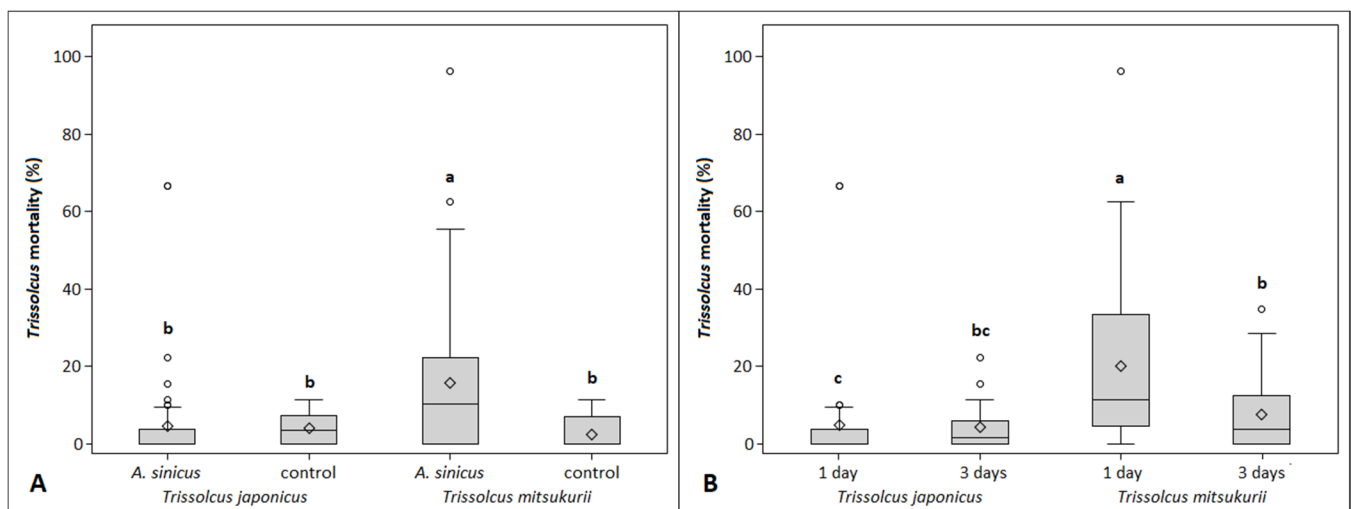 Trissolcus mortality (%)
100
80
60
40
20
0
b
b
a
b
A. sinicus control A. sinicus control
Trissolcus japonicus Trissolcus mitsukurii
A
Trissolcus mortality (%)
100
80
60
40
20
0
c
bc
a
b
1 day 3 days 1 day 3 days
Trissolcus japonicus Trissolcus mitsukurii
B